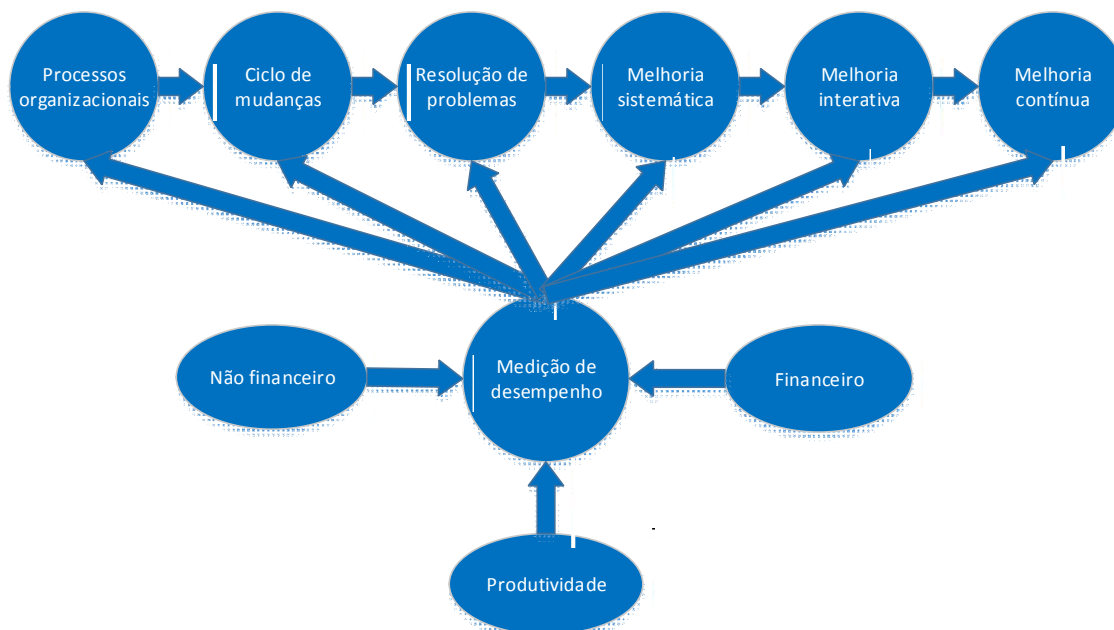 Processos
organizacionais
Ciclo de
mudanças
Resolução de
problemas
Melhoria
sistemática
Melhoria
interativa
Melhoria
contínua
Não financeiro
Medição de
desempenho
Financeiro
Produtividade